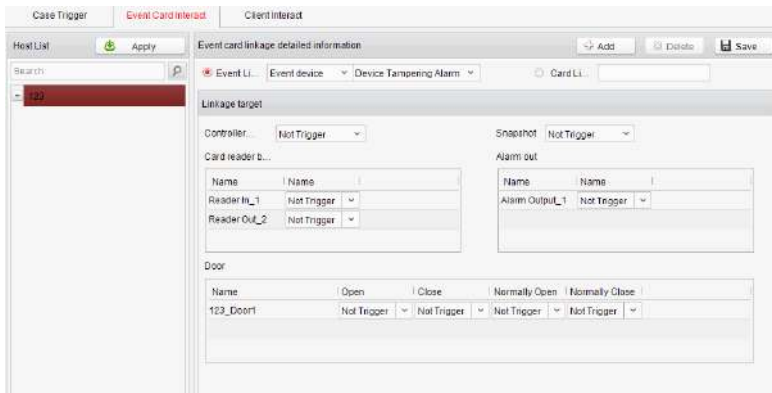 Case Trigger Event Card Interact Client Interact
Host List Apply Event card linkage detailed information Add Delete Save
Search Event Li... Event device Device Tampering Alarm Card Li...
123 Linkage target
Controller... Not Trigger Snapshot Not Trigger
Card reader b... Alarm out
Name Name Name Name
Reader In_1 Not Trigger Alarm Output_1 Not Trigger
Reader Out_2 Not Trigger
Door
Name Open Close Normally Open Normally Close
123_Door1 Not Trigger Not Trigger Not Trigger Not Trigger